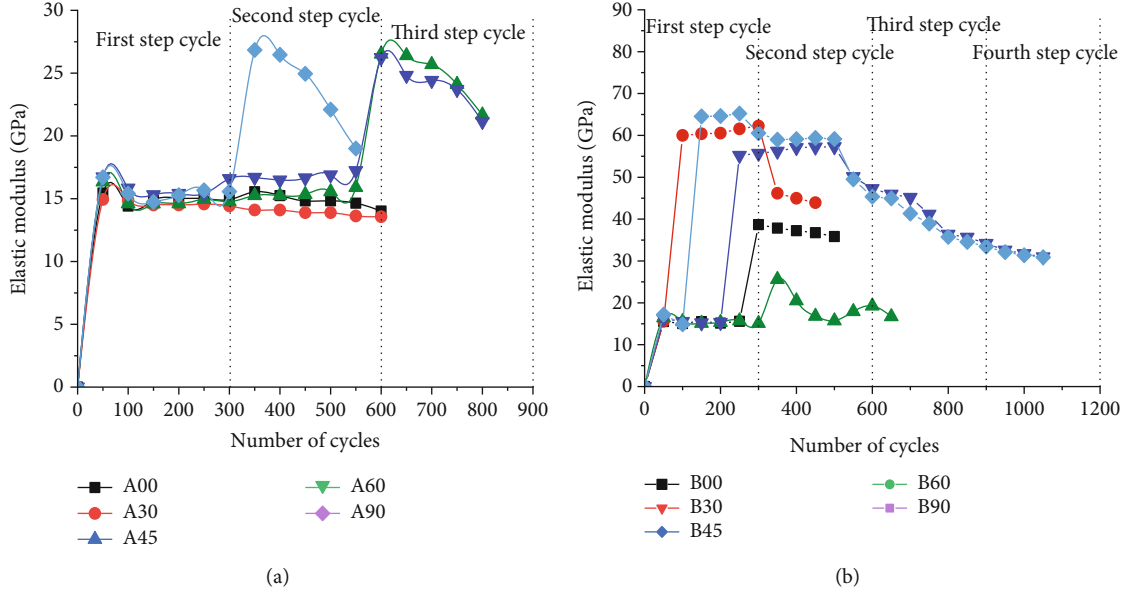 30
25
20
15
10
5
0
Elastic modulus (GPa)
First step cycle
Second step cycle
Third step cycle
0 100 200 300 400 500 600 700 800 900
Number of cycles
A00
A30
A45
A60
A90
(a)
90
80
70
60
50
40
30
20
10
0
Elastic modulus (GPa)
First step cycle
Second step cycle
Third step cycle
Fourth step cycle
0 200 400 600 800 1000 1200
Number of cycles
B00
B30
B45
B60
B90
(b)